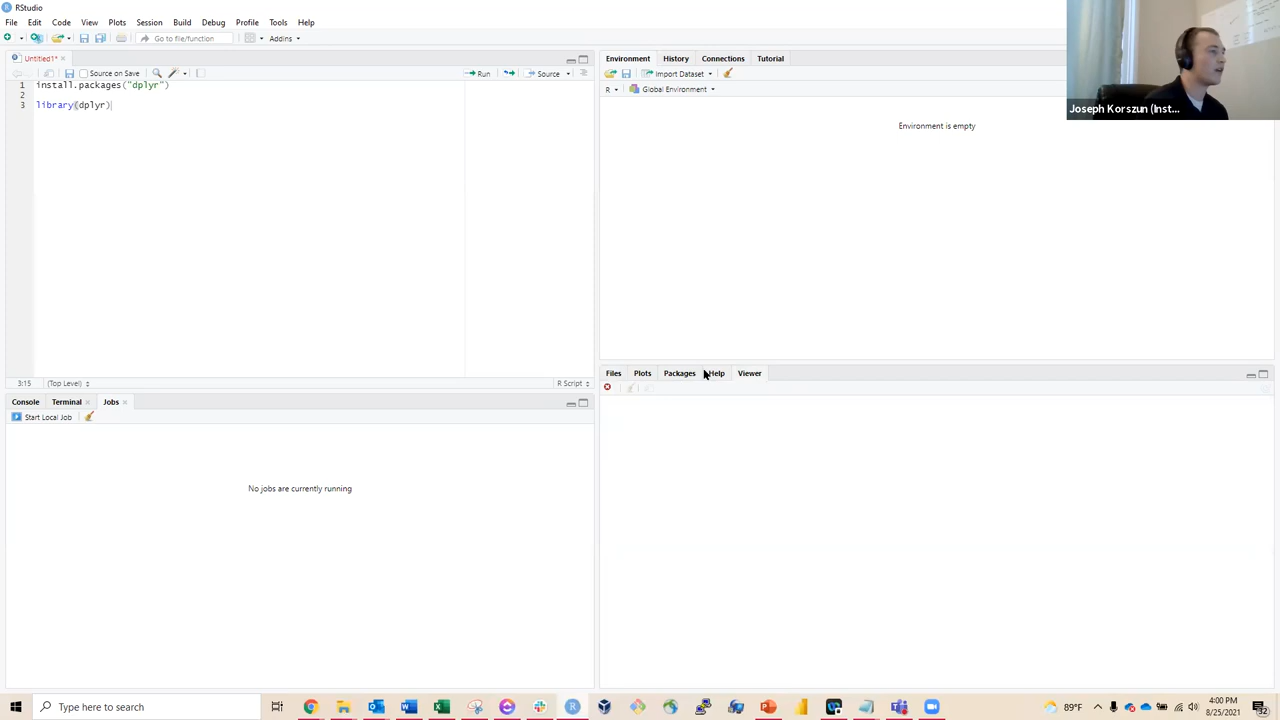 RStudio
File Edit Code View Plots Session Build Debug Profile Tools Help
Go to file/function Addins
Untitled1*
Source on Save Run Source
1 install.packages("dplyr")
2
3 library(dplyr)
3:15 (Top Level) R Script
Console Terminal Jobs
Start Local Job
No jobs are currently running
Environment History Connections Tutorial
Import Dataset
R Global Environment
Environment is empty
Files Plots Packages Help Viewer
Joseph Korszun (Inst...
Type here to search
89°F
4:00 PM
8/25/2021
32